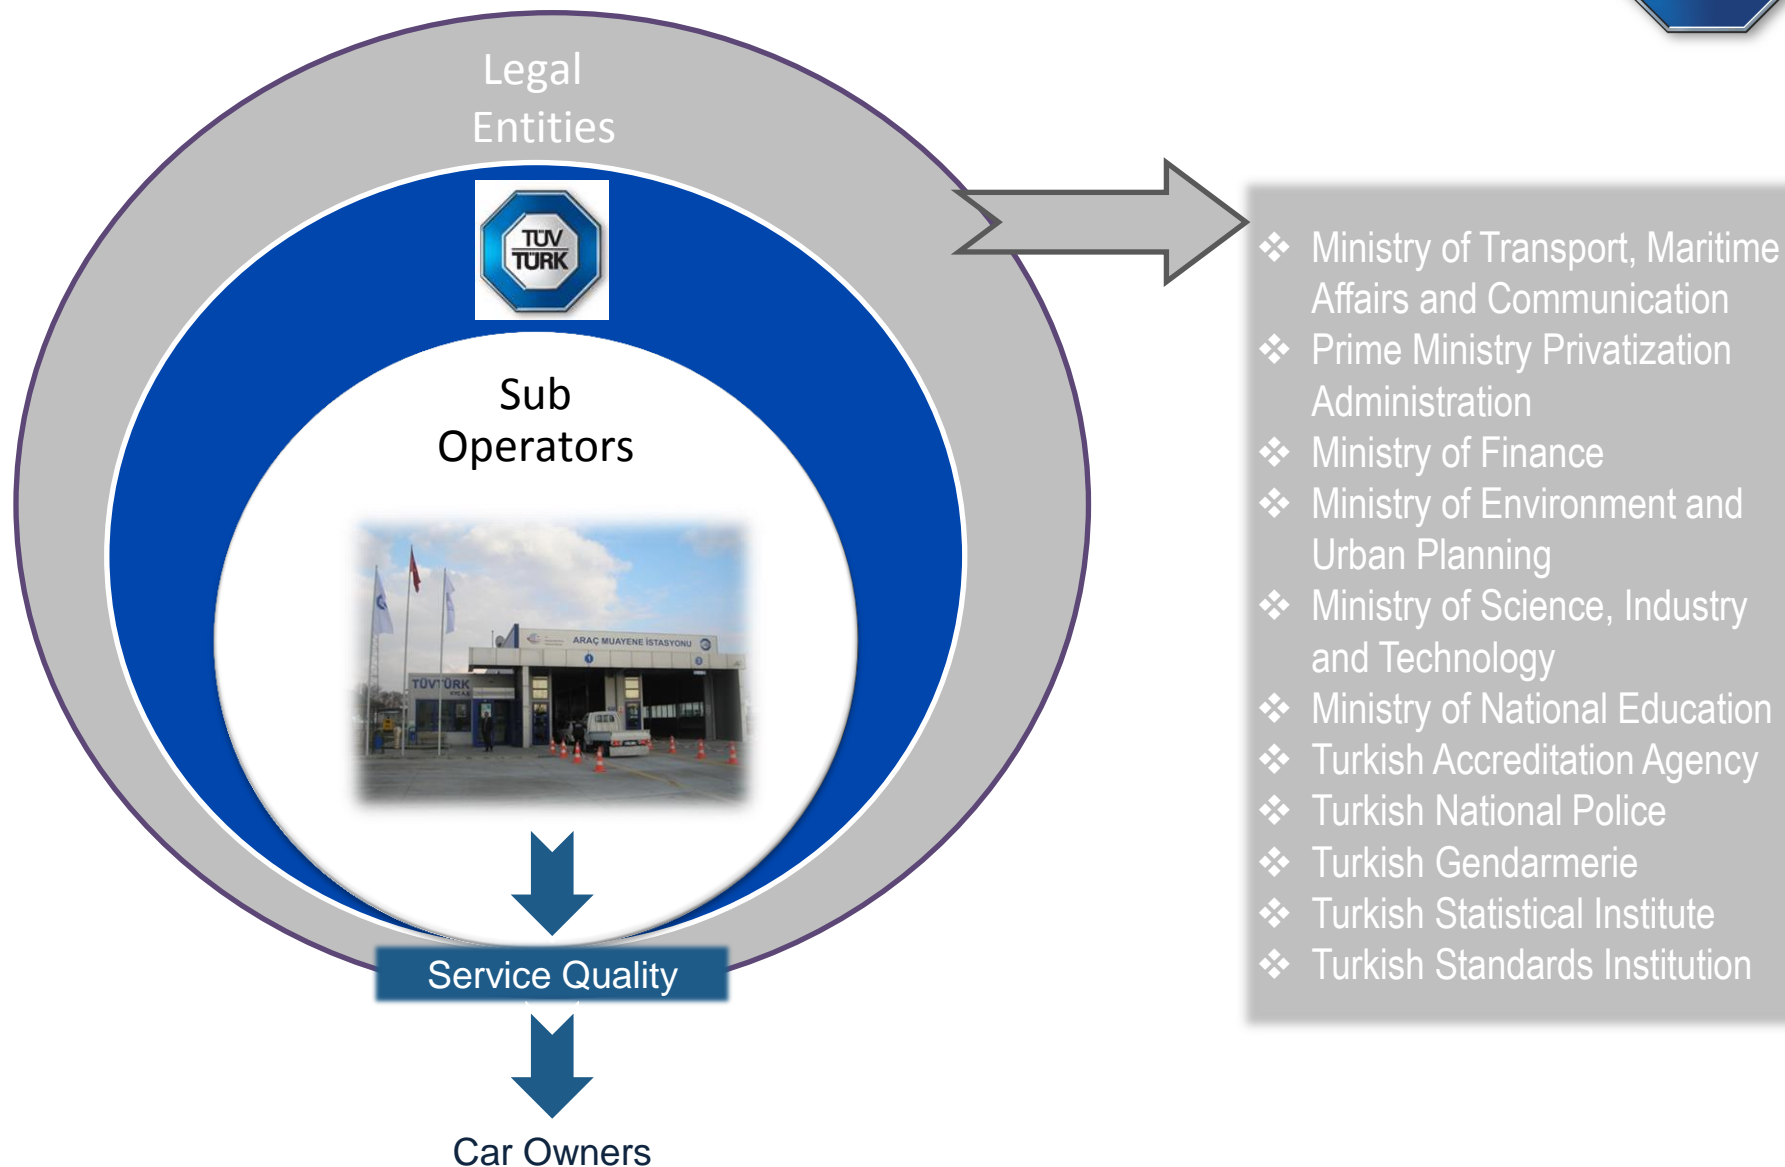 Legal
Entities
TÜV
TÜRK
Sub
Operators
ARAÇ MUAYENE İSTASYONU
1
TÜVTÜRK
Service Quality
Car Owners
❖ Ministry of Transport, Maritime
Affairs and Communication
❖ Prime Ministry Privatization
Administration
❖ Ministry of Finance
❖ Ministry of Environment and
Urban Planning
❖ Ministry of Science, Industry
and Technology
❖ Ministry of National Education
❖ Turkish Accreditation Agency
❖ Turkish National Police
❖ Turkish Gendarmerie
❖ Turkish Statistical Institute
❖ Turkish Standards Institution